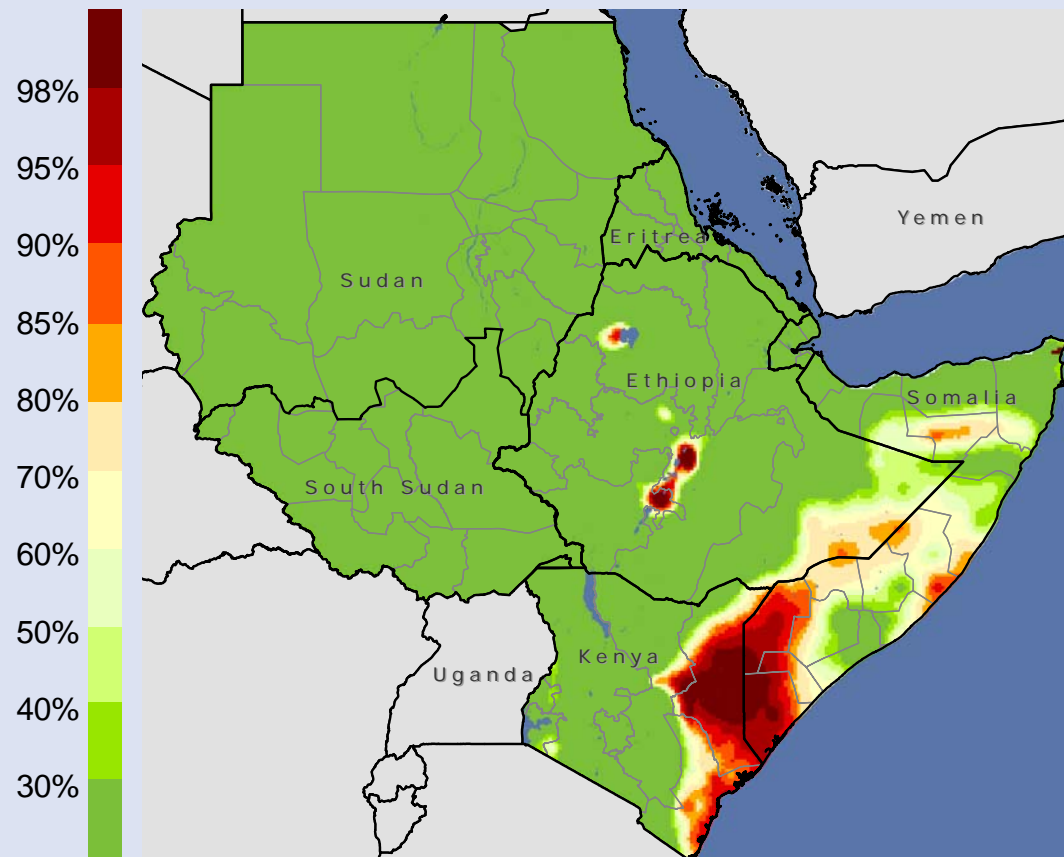 98%
95%
90%
85%
80%
70%
60%
50%
40%
30%
Yemen
Eritrea
Sudan
Ethiopia
Somalia
South Sudan
Kenya
Uganda